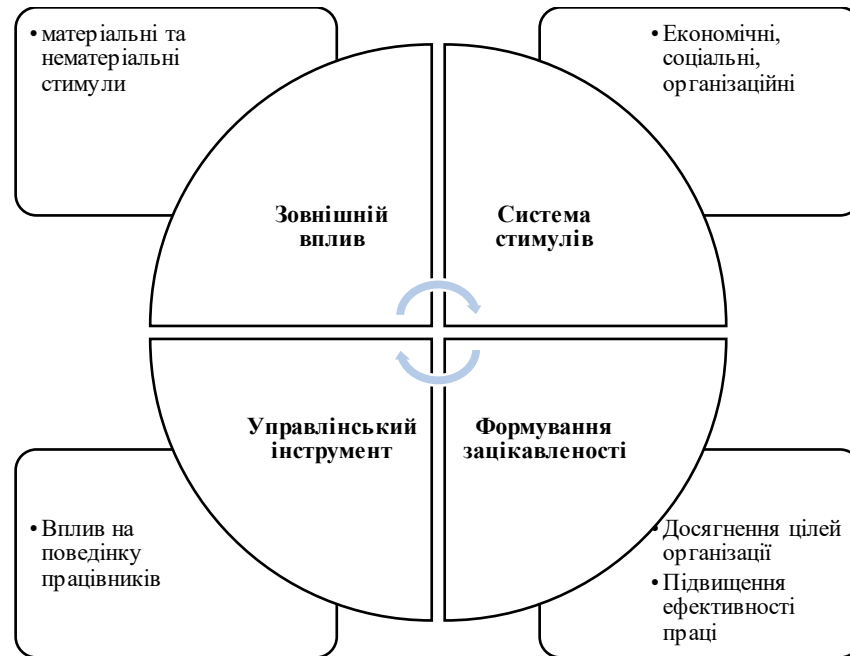 • матеріальні та
нематеріальні
стимули
• Економічні,
соціальні,
організаційні
Зовнішній
вплив
Система
стимулів
Управлінський
інструмент
Формування
зацікавленості
• Вплив на
поведінку
працівників
• Досягнення цілей
організації
• Підвищення
ефективності
праці